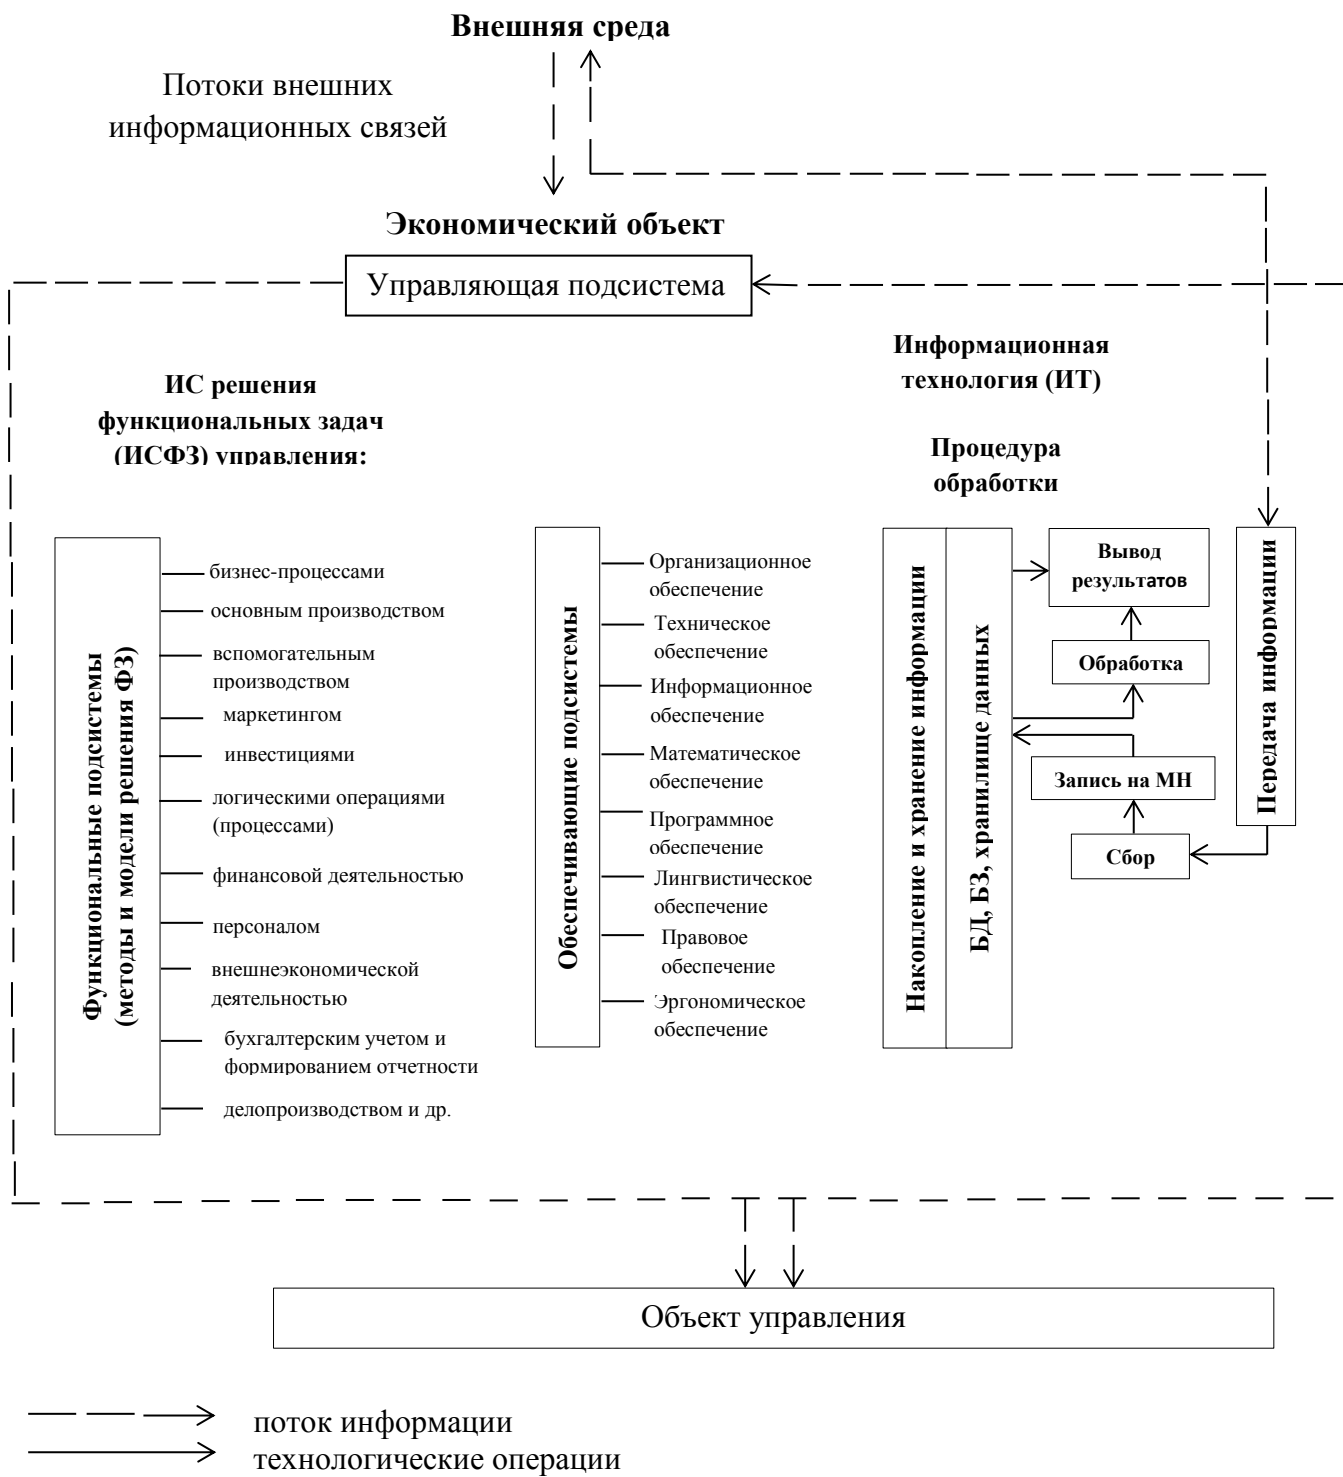 Внешняя среда
Потоки внешних
информационных связей
Экономический объект
Управляющая подсистема
ИС решения
функциональных задач
(ИСФЗ) управления:
Информационная
технология (ИТ)
Процедура
обработки
Функциональные подсистемы
(методы и модели решения ФЗ)
бизнес-процессами
основным производством
вспомогательным
производством
маркетингом
инвестициями
логическими операциями
(процессами)
финансовой деятельностью
персоналом
внешнеэкономической
деятельностью
бухгалтерским учетом и
формированием отчетности
делопроизводством и др.
Обеспечивающие подсистемы
Организационное
обеспечение
Техническое
обеспечение
Информационное
обеспечение
Математическое
обеспечение
Программное
обеспечение
Лингвистическое
обеспечение
Правовое
обеспечение
Эргономическое
обеспечение
Накопление и хранение информации
БД, БЗ, хранилище данных
Вывод
результатов
Обработка
Запись на МН
Сбор
Передача информации
Объект управления
поток информации
технологические операции